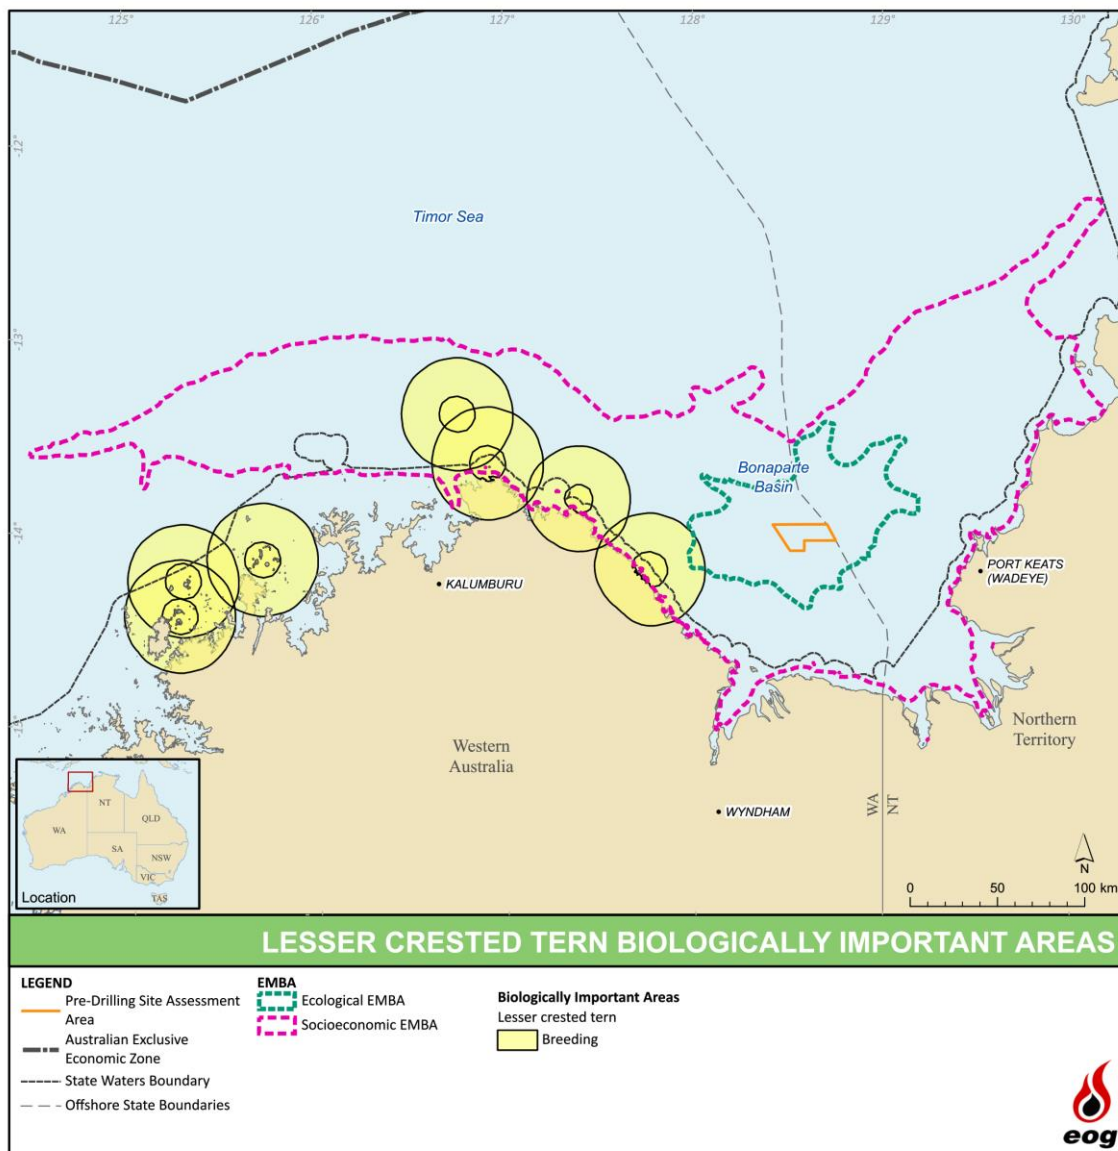 125°
126°
127°
128°
129°
130°
-12°
Timor Sea
-13°
Bonaparte
Basin
-14°
KALUMBURU
PORT KEATS
(WADEYE)
Northern
Territory
Western
Australia
WYNDHAM
WA
NT
N
0 50 100 km
WA
NT
QLD
SA
NSW
VIC
TAS
Location
LESSER CRESTED TERN BIOLOGICALLY IMPORTANT AREAS
LEGEND
Pre-Drilling Site Assessment
Area
Australian Exclusive
Economic Zone
State Waters Boundary
Offshore State Boundaries
EMBA
Ecological EMBA
Socioeconomic EMBA
Biologically Important Areas
Lesser crested tern
Breeding
eog